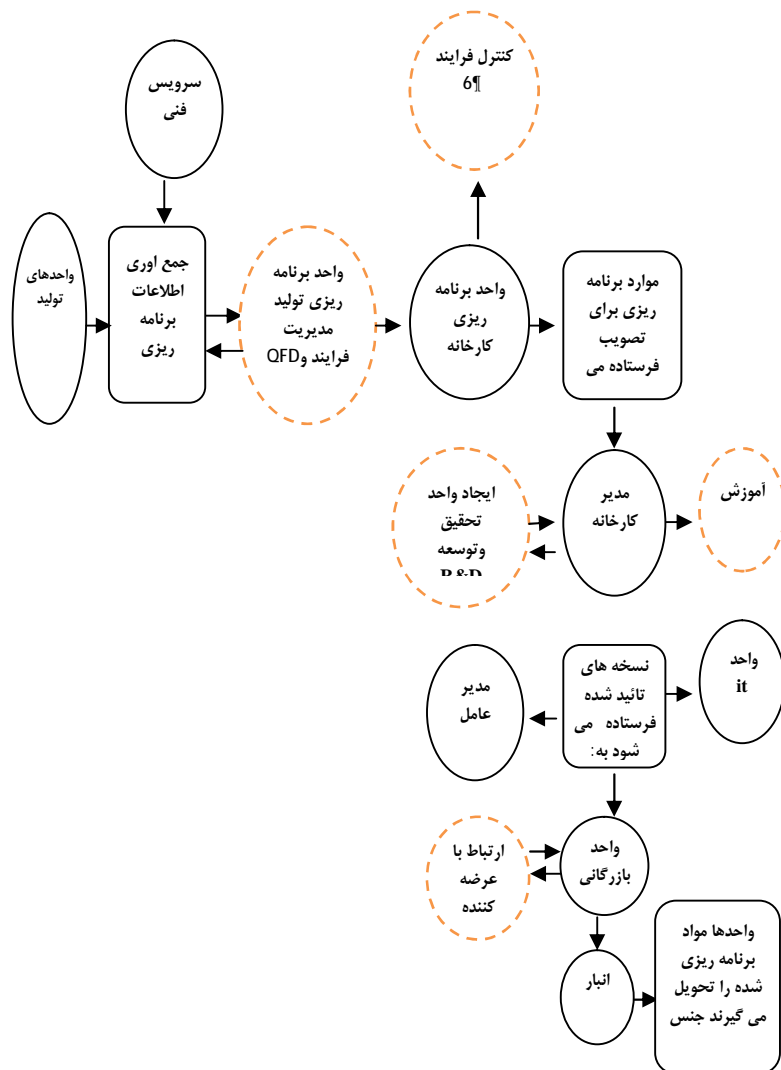 سرویس
فنی
کنترل فرایند
6¶
واحدهای
تولید
جمع اوری
اطلاعات
برنامه
ریزی
واحد برنامه
ریزی تولید
مدیریت
فرایند وQFD
واحد برنامه
ریزی
کارخانه
موارد برنامه
ریزی برای
تصویب
فرستاده می
ایجاد واحد
تحقیق
وتوسعه
R&D
مدیر
کارخانه
آموزش
مدیر
عامل
نسخه های
تائید شده
فرستاده می
شود به:
واحد
it
ارتباط با
عرضه
کننده
واحد
بازرگانی
انبار
واحدها مواد
برنامه ریزی
شده را تحویل
می گیرند جنس